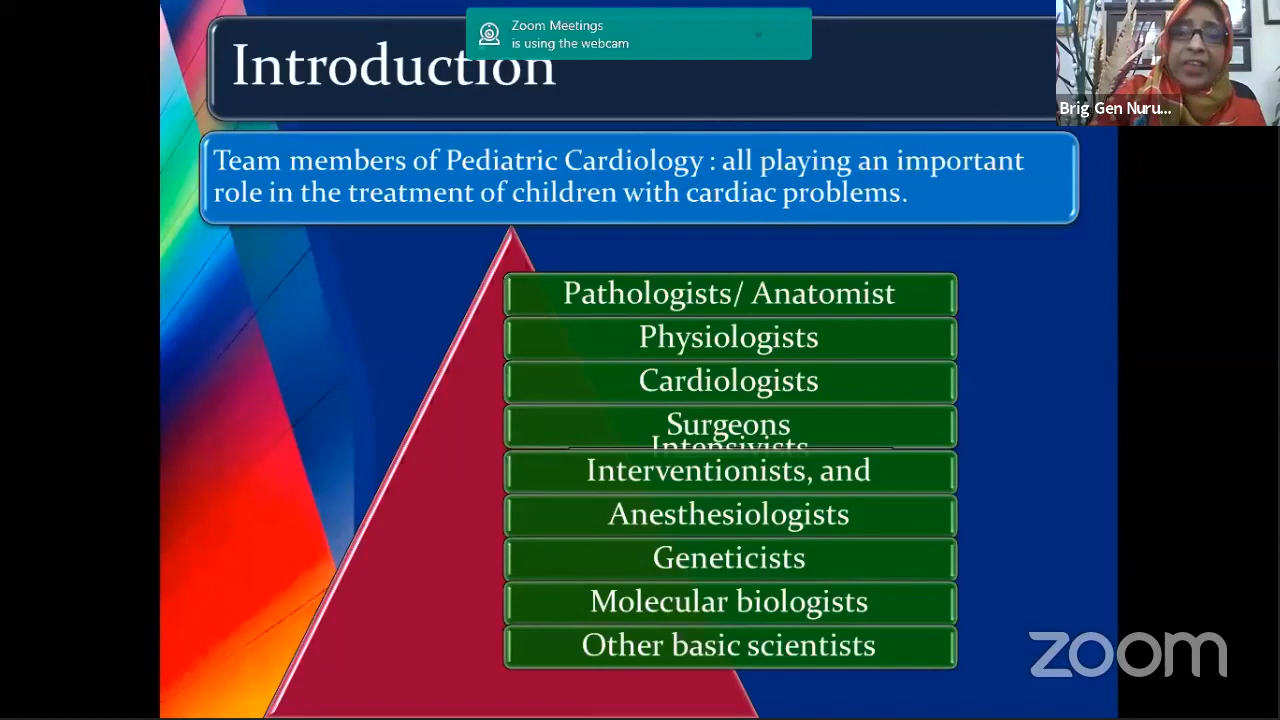 Zoom Meetings
is using the webcam
Introduction
Brig Gen Nuru...
Team members of Pediatric Cardiology : all playing an important
role in the treatment of children with cardiac problems.
Pathologists/ Anatomist
Physiologists
Cardiologists
Surgeons
Intensivists
Interventionists, and
Anesthesiologists
Geneticists
Molecular biologists
Other basic scientists
zoom